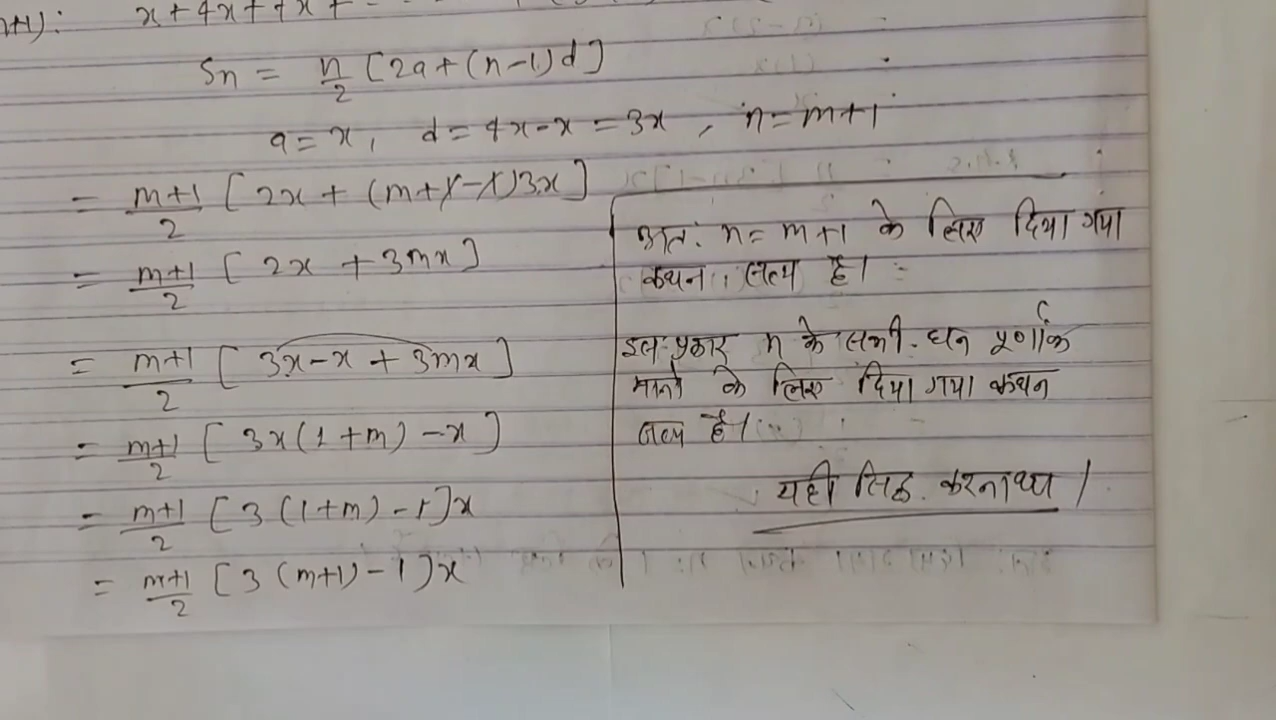 x + 4x + 7x +
Sn = n/2 [2a + (n-1)d]
a = x, d = 4x-x = 3x, n = m+1
= m+1/2 [2x + (m+1-1)3x]
= m+1/2 [2x + 3mx]
= m+1/2 [3x-x + 3mx]
= m+1/2 [3x(1+m) -x]
= m+1/2 [3(1+m) -1]x
= m+1/2 [3(m+1) -1]x
अतः n = m+1 के लिए दिया गया
कथन सत्य है।
इस प्रकार n के सभी धन पूर्णांक
मानो के लिए दिया गया कथन
सत्य है।
यही सिद्ध करना था।